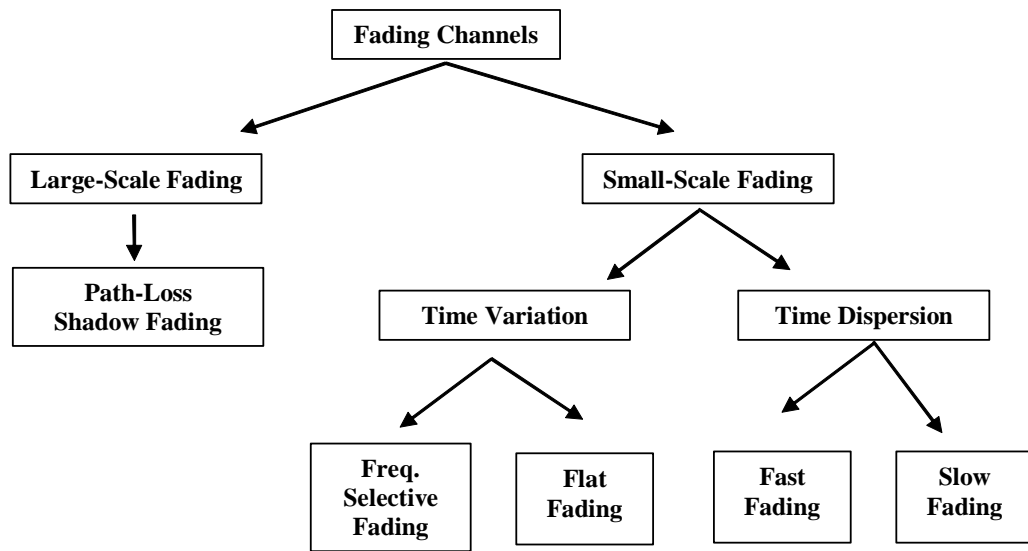 Fading Channels
Large-Scale Fading
Small-Scale Fading
Path-Loss
Shadow Fading
Time Variation
Time Dispersion
Freq.
Selective
Fading
Flat
Fading
Fast
Fading
Slow
Fading